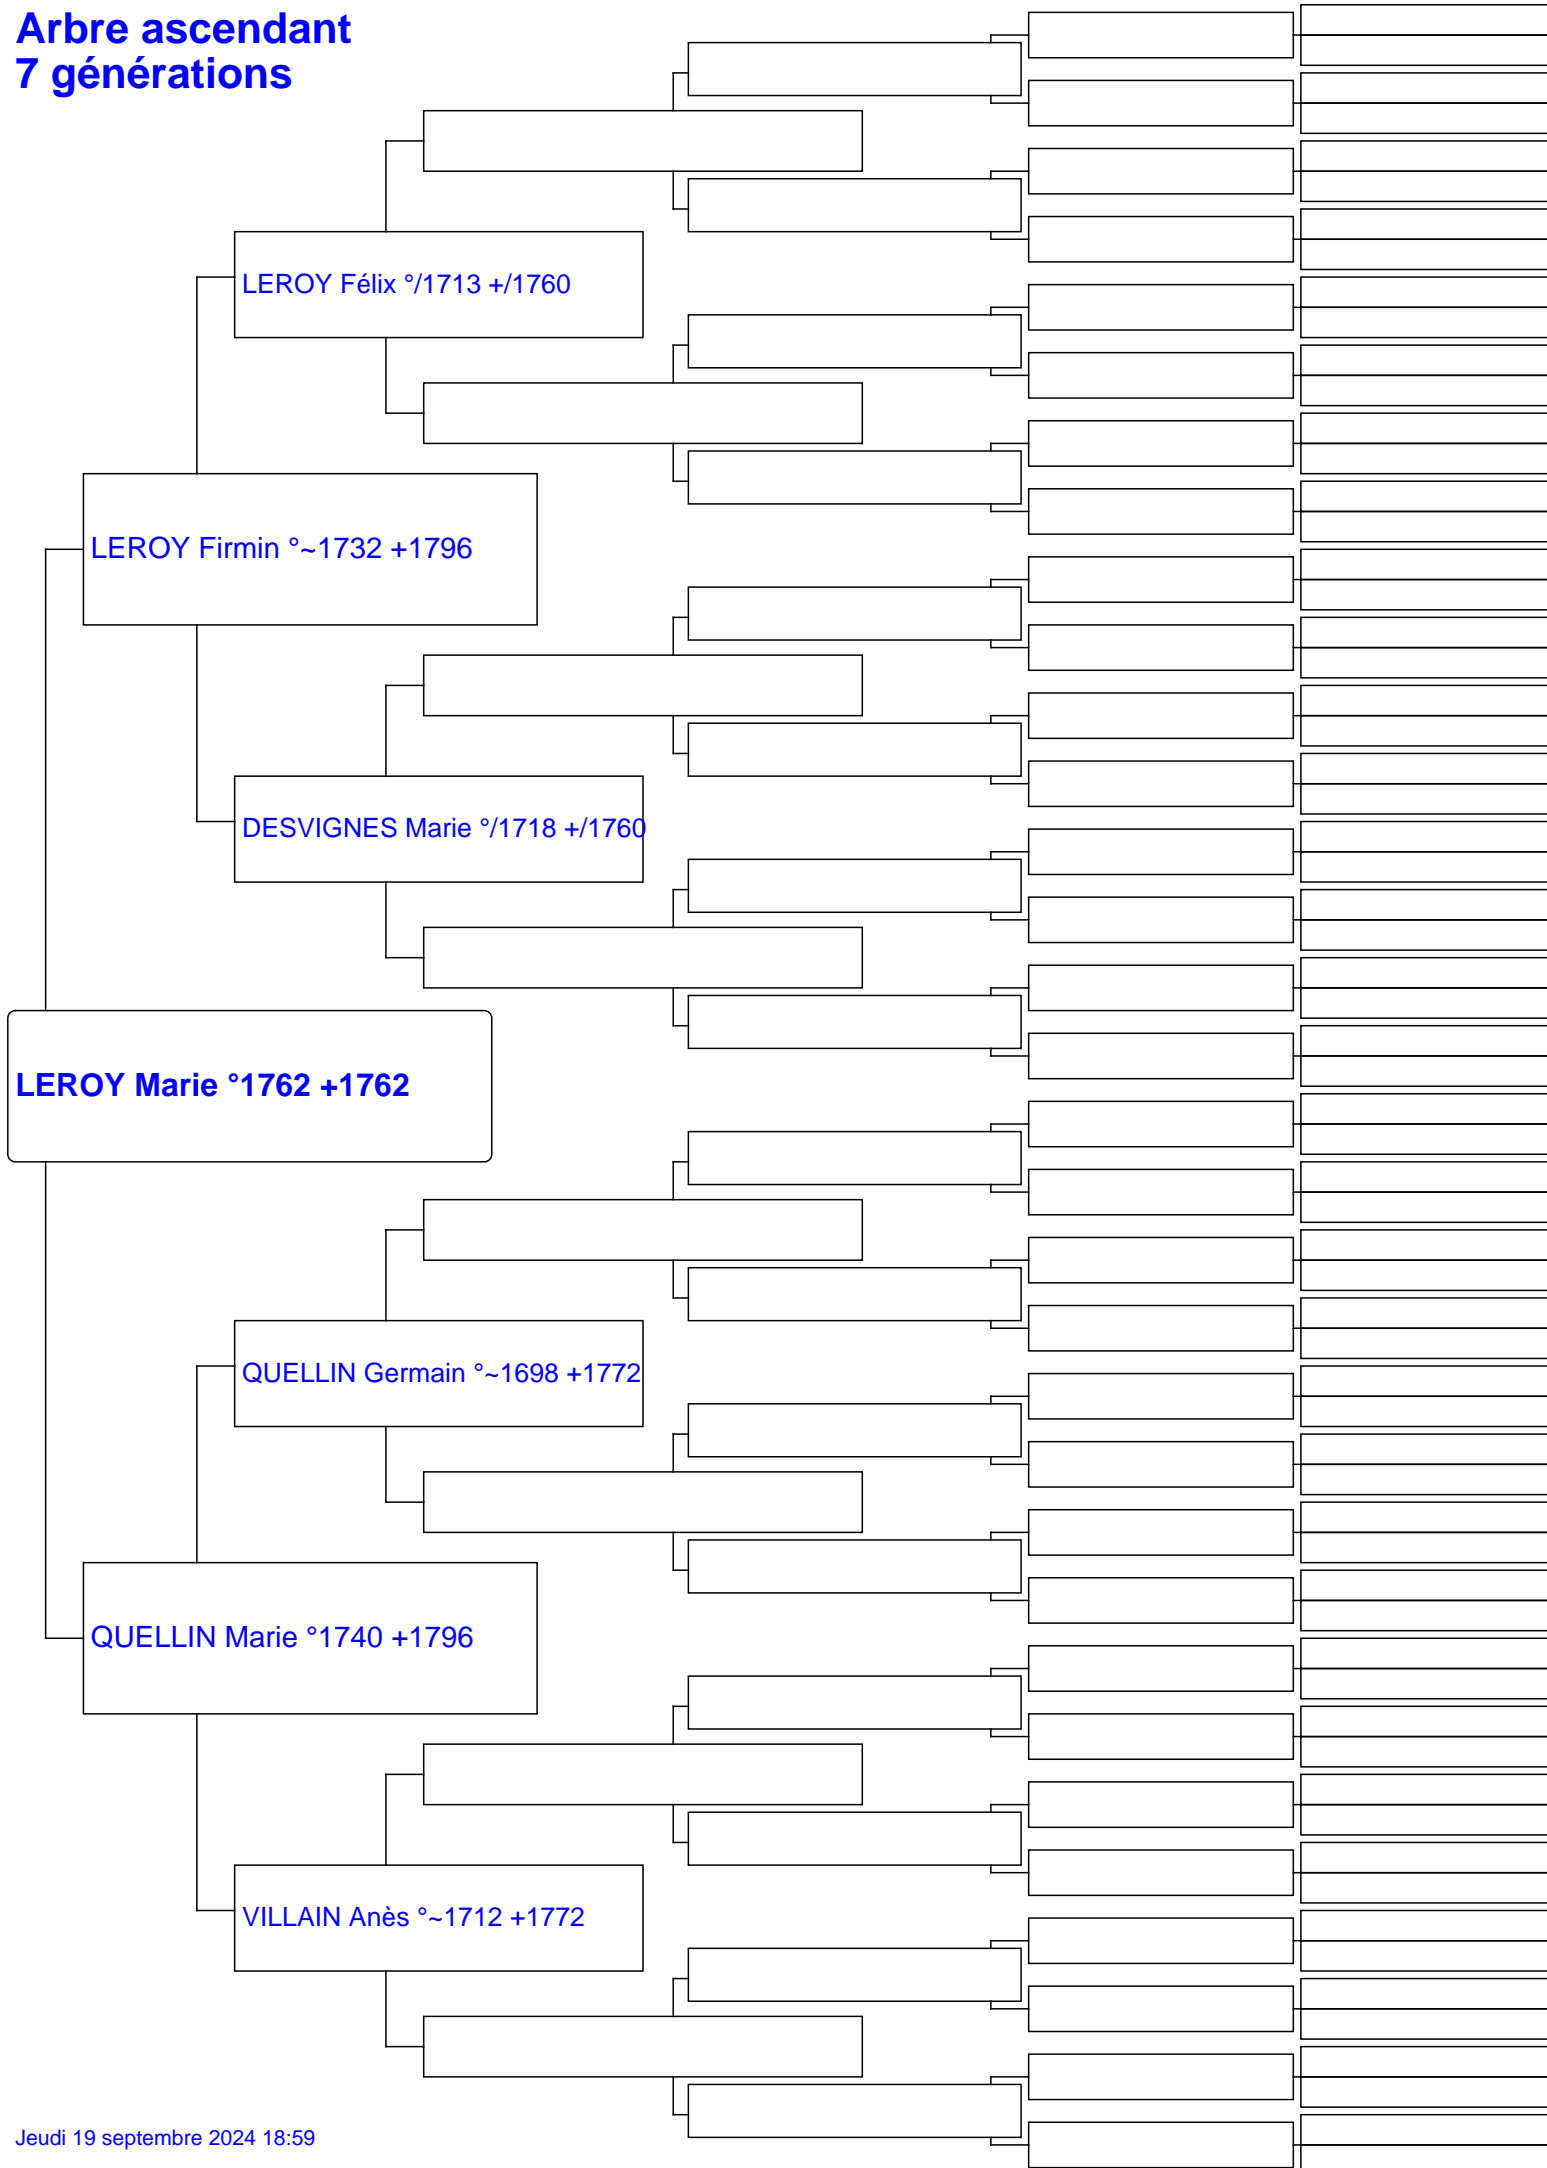 Arbre ascendant
7 générations
LEROY Félix °/1713 +/1760
LEROY Firmin °~1732 +1796
DESVIGNES Marie °/1718 +/1760
LEROY Marie °1762 +1762
QUELLIN Germain °~1698 +1772
QUELLIN Marie °1740 +1796
VILLAIN Anès °~1712 +1772
Jeudi 19 septembre 2024 18:59